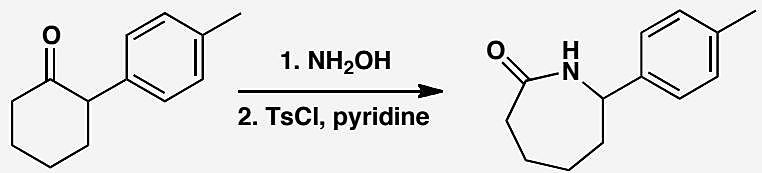 O
1. NH₂OH
2. TsCl, pyridine
O
H
N